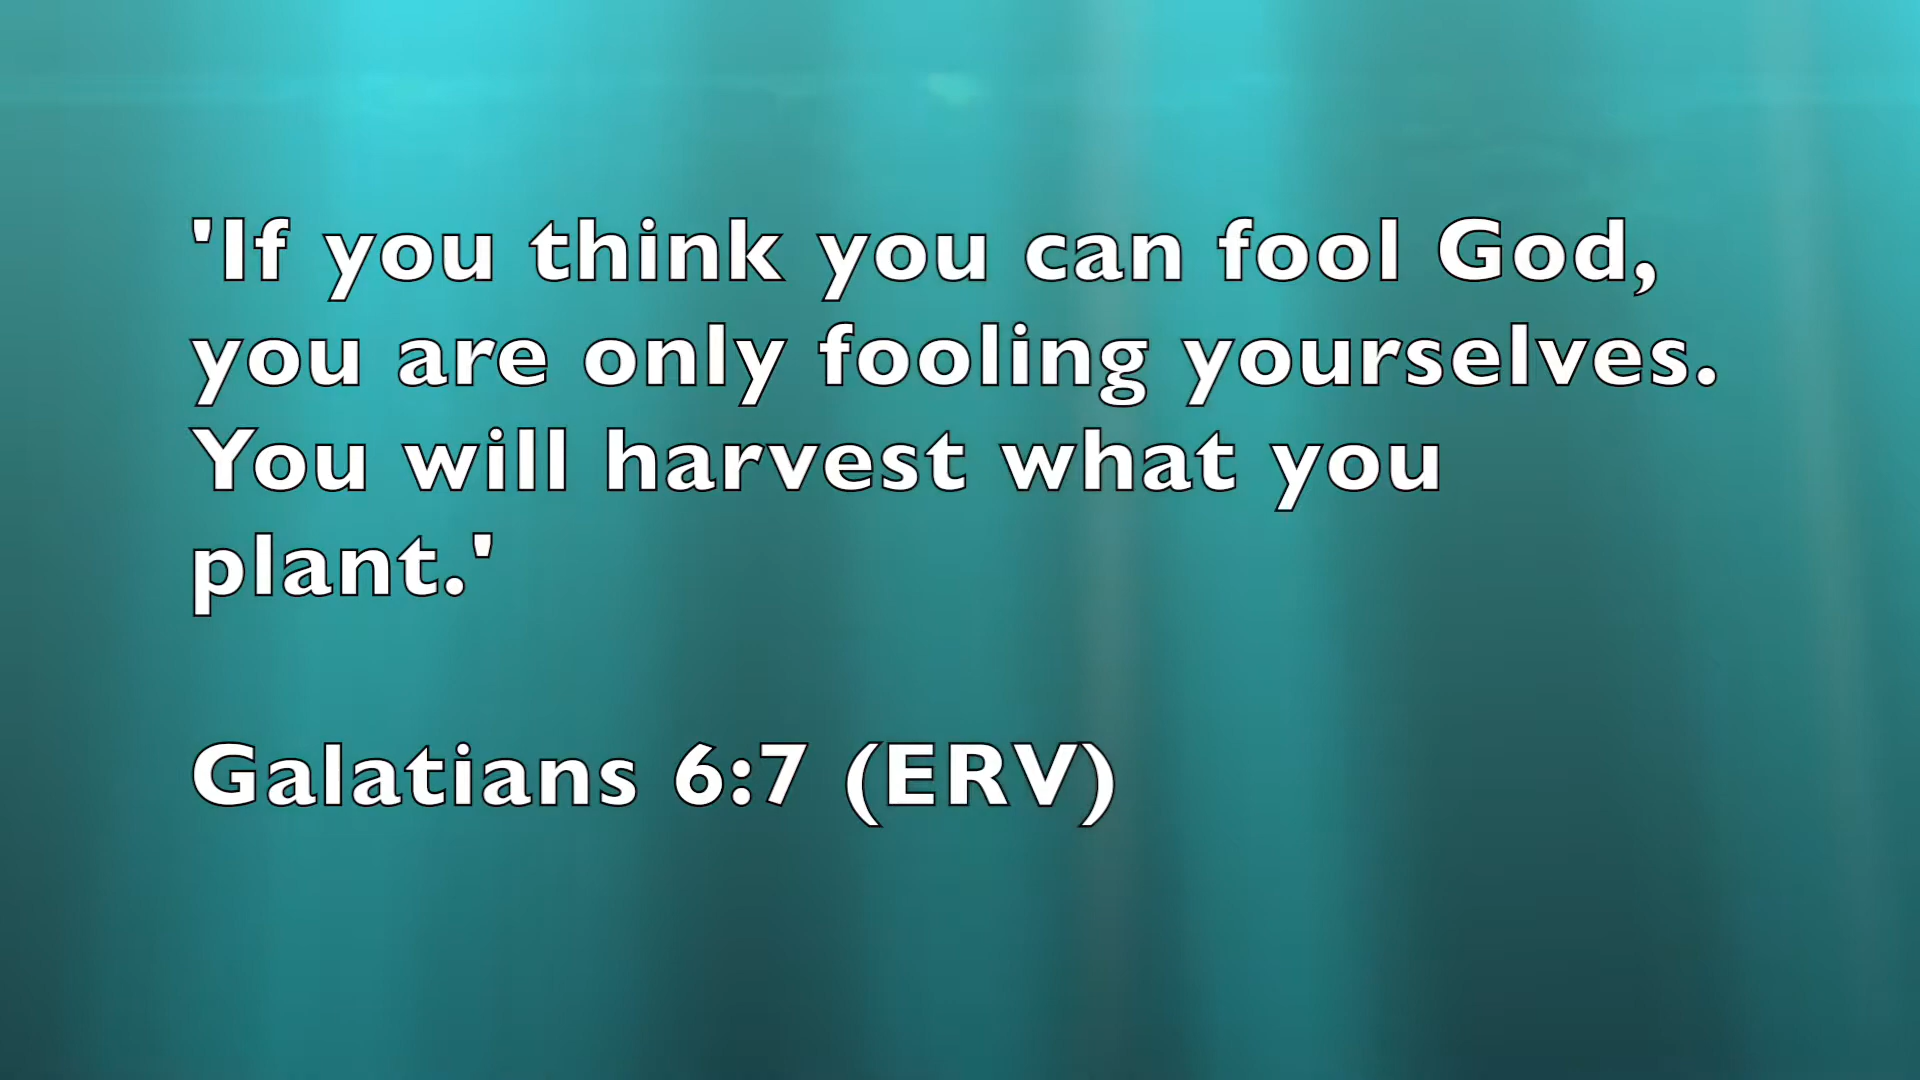 'If you think you can fool God,
you are only fooling yourselves.
You will harvest what you
plant.'
Galatians 6:7 (ERV)